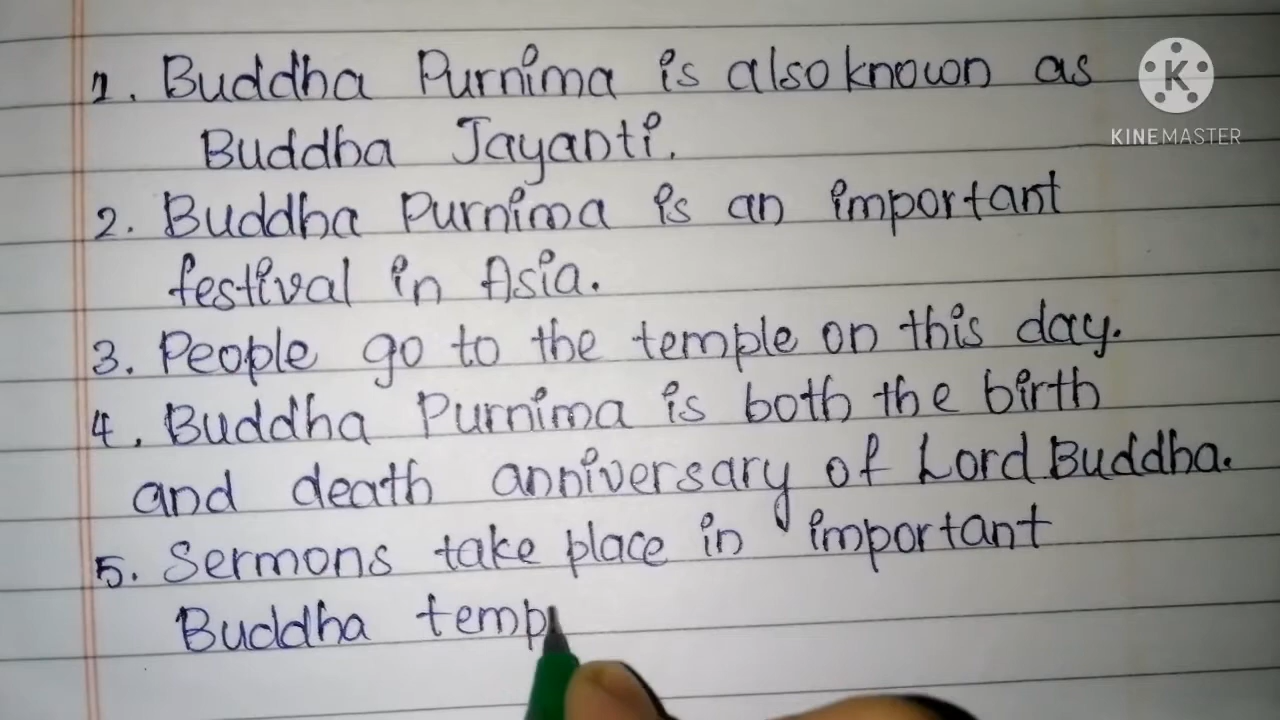 1. Buddha Purnima is also known as
Buddha Jayanti.
2. Buddha Purnima is an important
festival in Asia.
3. People go to the temple on this day.
4. Buddha Purnima is both the birth
and death anniversary of Lord Buddha.
5. Sermons take place in important
Buddha temp
K
KINEMASTER